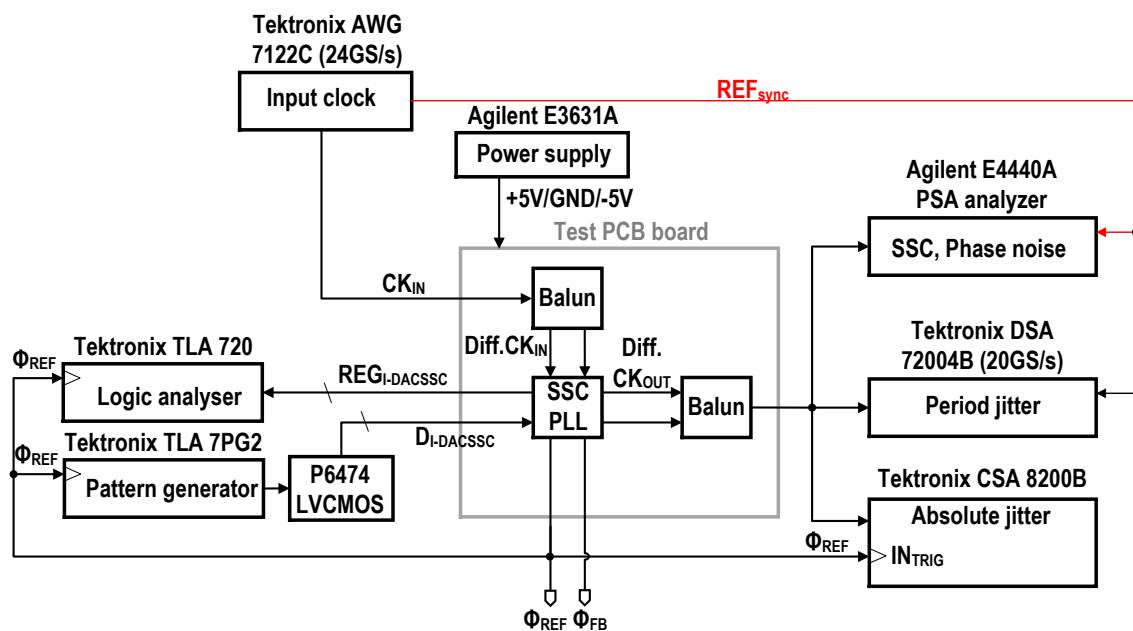 Tektronix AWG
7122C (24GS/s)
Input clock
REFsync
Agilent E3631A
Power supply
+5V/GND/-5V
Agilent E4440A
PSA analyzer
SSC, Phase noise
Test PCB board
CKIN
Balun
Diff.CKIN
Diff.
CKOUT
Tektronix DSA
72004B (20GS/s)
Period jitter
Tektronix TLA 720
ΦREF
Logic analyser
REGI-DACSSC
SSC
PLL
Balun
DI-DACSSC
Tektronix TLA 7PG2
ΦREF
Pattern generator
P6474
LVCMOS
Tektronix CSA 8200B
Absolute jitter
ΦREF
INTRIG
ΦREF
ΦFB